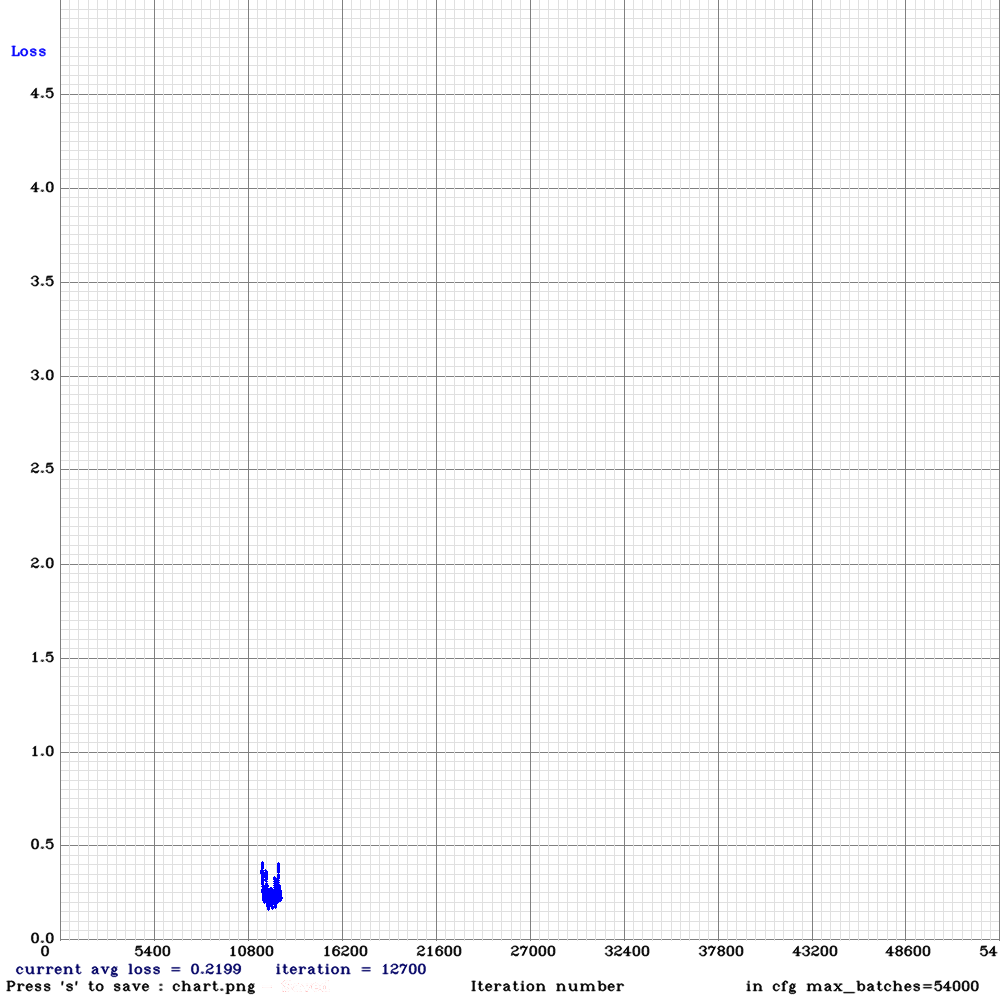 Loss
4.5
4.0
3.5
3.0
2.5
2.0
1.5
1.0
0.5
0.0
0 5400 10800 16200 21600 27000 32400 37800 43200 48600 54
current avg loss = 0.2199 iteration = 12700
Press 's' to save : chart.png Iteration number in cfg max_batches=54000